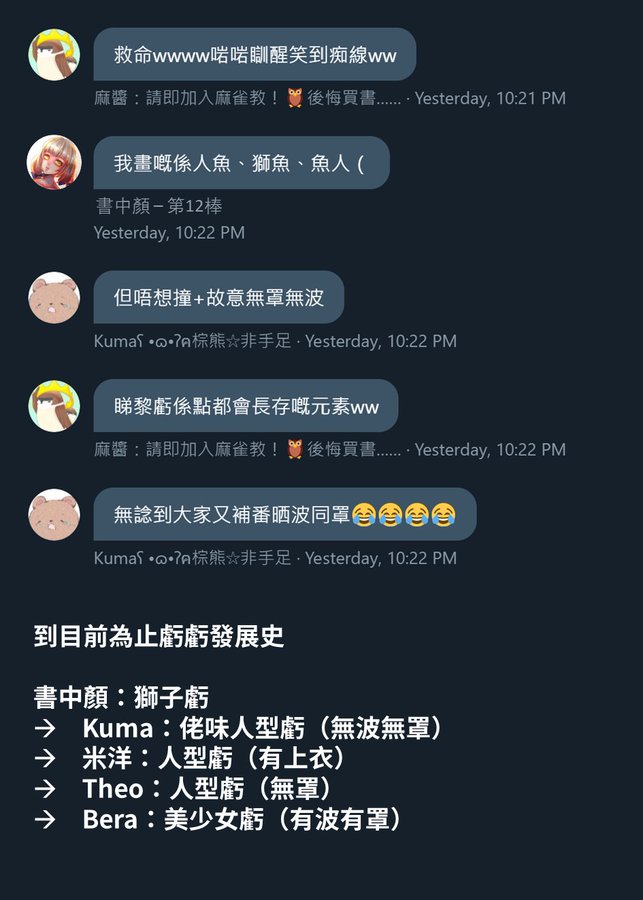 救命wwww啱啱瞓醒笑到痴線ww
麻醬：請即加入麻雀教！🦉後悔買書...... · Yesterday, 10:21 PM
我畫嘅係人魚、獅魚、魚人（
書中顏 – 第12棒
Yesterday, 10:22 PM
但唔想撞+故意無罩無波
Kumaʕ •ɷ•ʔฅ棕熊☆非手足 · Yesterday, 10:22 PM
睇黎虧係點都會長存嘅元素ww
麻醬：請即加入麻雀教！🦉後悔買書...... · Yesterday, 10:22 PM
無諗到大家又補番晒波同罩😂😂😂😂
Kumaʕ •ɷ•ʔฅ棕熊☆非手足 · Yesterday, 10:22 PM
到目前為止虧虧發展史
書中顏：獅子虧
→ Kuma：佬味人型虧（無波無罩）
→ 米洋：人型虧（有上衣）
→ Theo：人型虧（無罩）
→ Bera：美少女虧（有波有罩）